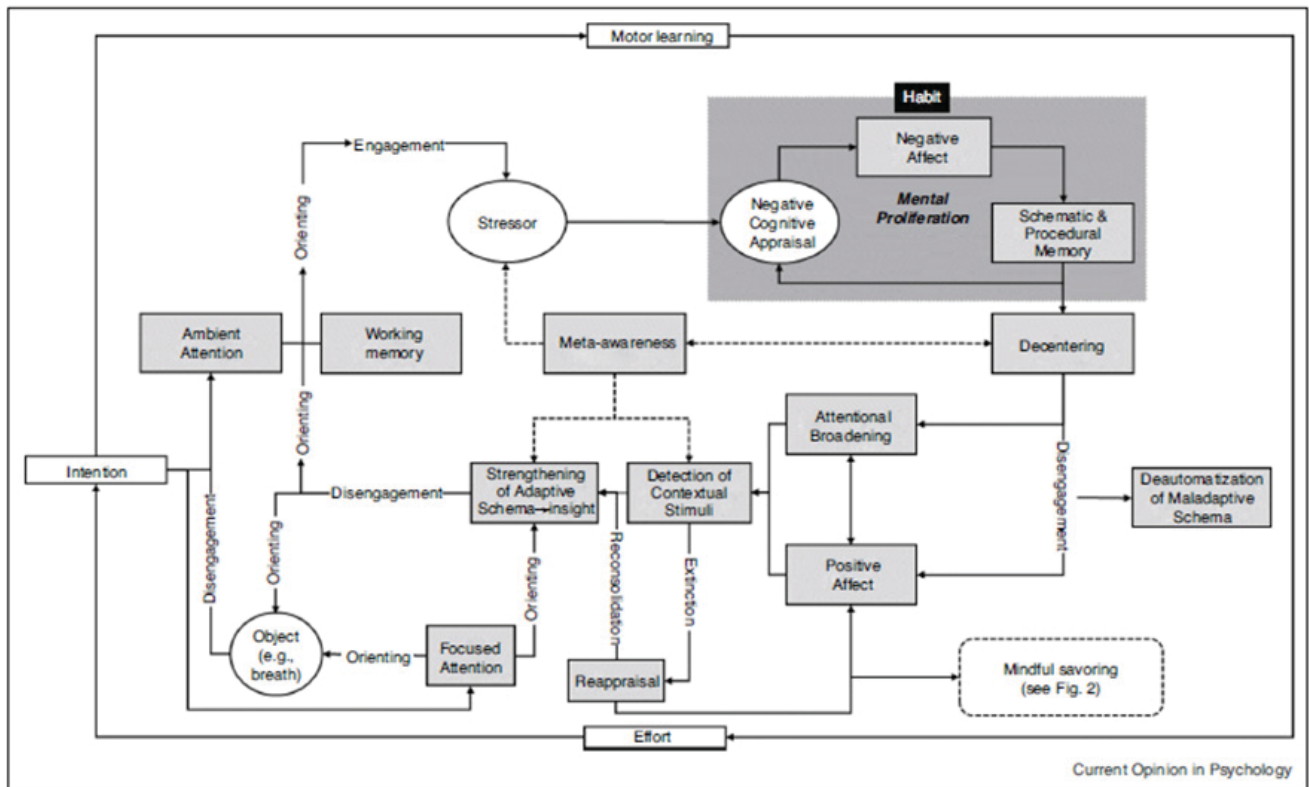 Motor learning
Habit
Engagement
Negative
Affect
Orienting
Stressor
Negative
Cognitive
Appraisal
Mental
Proliferation
Schematic &
Procedural
Memory
Ambient
Attention
Working
memory
Meta-awareness
Decentering
Orienting
Attentional
Broadening
Intention
Disengagement
Strengthening
of Adaptive
Schema→insight
Detection of
Contextual
Stimuli
Disengagement
Deautomatization
of Maladaptive
Schema
Disengagement
Orienting
Orienting
Reconsolidation
Extinction
Positive
Affect
Object
(e.g.,
breath)
Orienting
Focused
Attention
Reappraisal
Mindful savoring
(see Fig. 2)
Effort
Current Opinion in Psychology